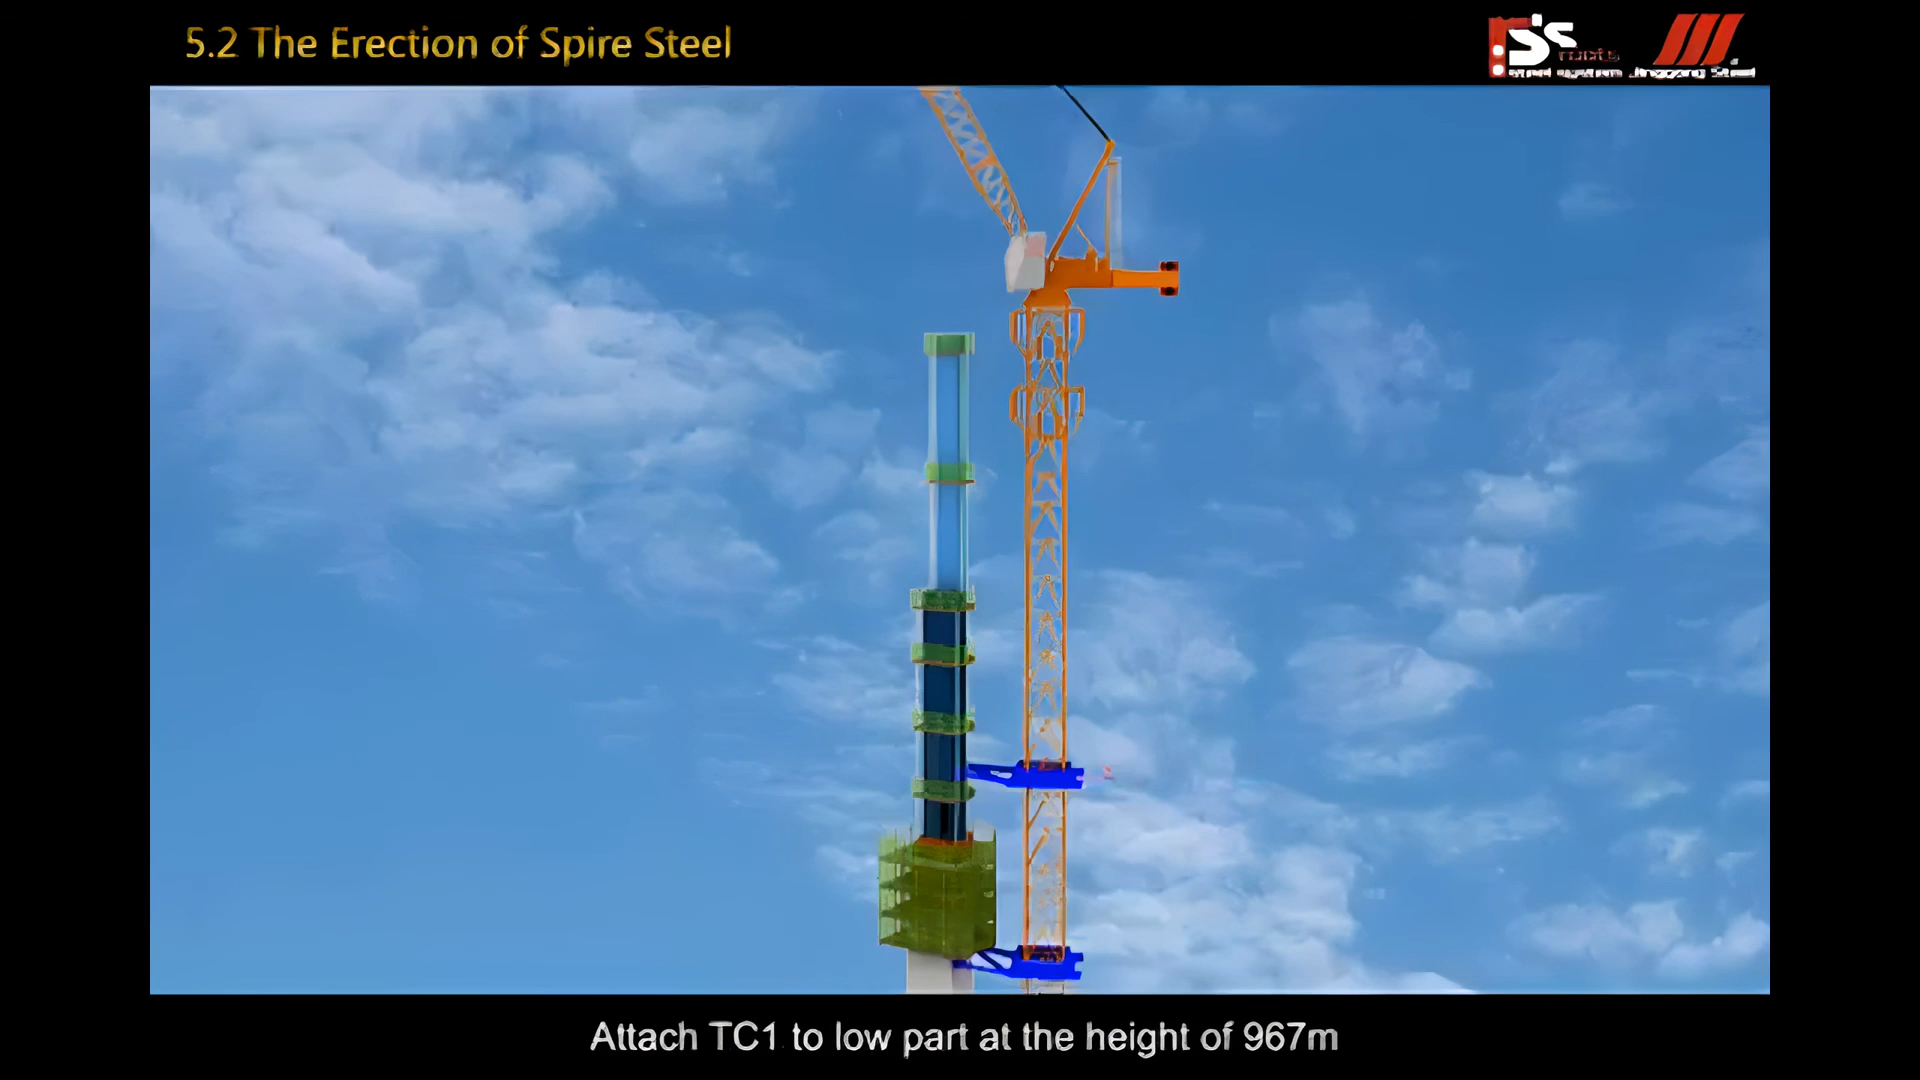 5.2 The Erection of Spire Steel
Attach TC1 to low part at the height of 967m